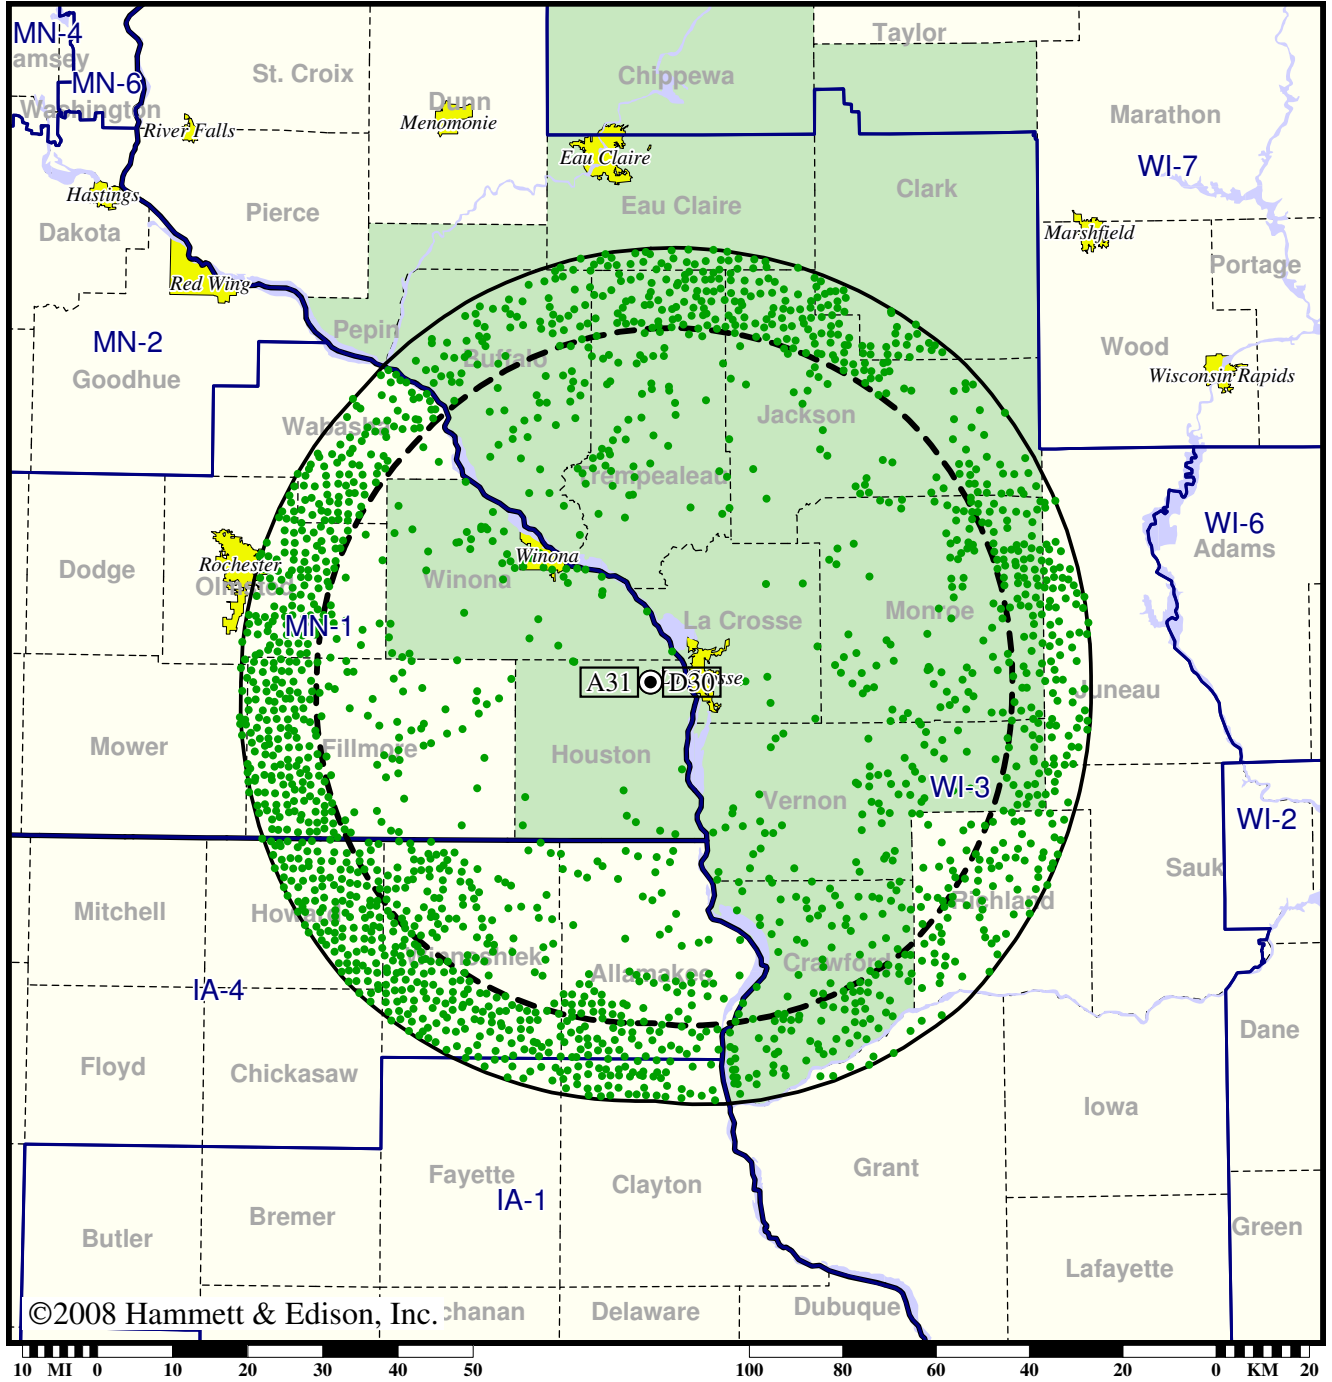 MN-4
Taylor
amsey
St. Croix
Chippewa
MN-6
Dunn
Washington
Menomonie
Marathon
River Falls
Eau Claire
WI-7
Clark
Hastings
Pierce
Eau Claire
Dakota
Marshfield
Portage
Red Wing
Pepin
MN-2
Buffalo
Wood
Goodhue
Wisconsin Rapids
Wabasha
Jackson
Trempealeau
WI-6
Adams
Winona
Rochester
Dodge
Olmsted
Winona
Monroe
La Crosse
MN-1
A31
D30
Juneau
Mower
Fillmore
Houston
WI-3
Vernon
WI-2
Sauk
Mitchell
Howard
Richland
Winneshiek
Allamakee
Crawford
IA-4
Dane
Floyd
Chickasaw
Iowa
Grant
Fayette
Clayton
IA-1
Bremer
Green
Butler
Lafayette
©2008 Hammett & Edison, Inc.
chanan
Delaware
Dubuque
10 MI 0 10 20 30 40 50
100 80 60 40 20 0 KM 20